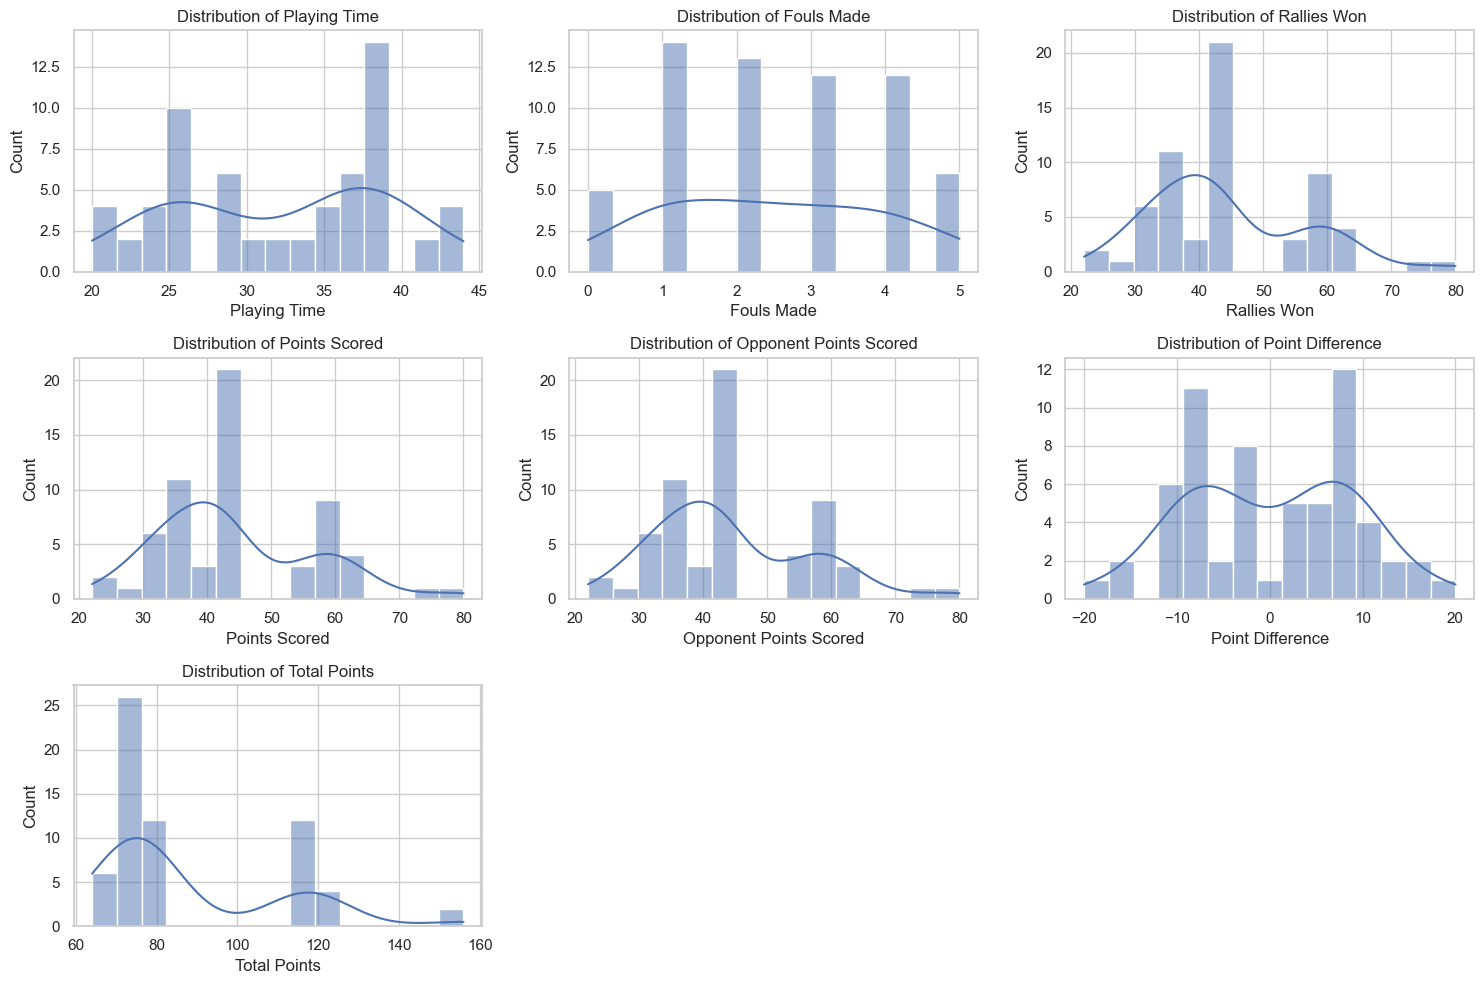 Distribution of Playing Time
Count
12.5
10.0
7.5
5.0
2.5
0.0
20 25 30 35 40 45
Playing Time
Distribution of Fouls Made
Count
12.5
10.0
7.5
5.0
2.5
0.0
0 1 2 3 4 5
Fouls Made
Distribution of Rallies Won
Count
20
15
10
5
0
20 30 40 50 60 70 80
Rallies Won
Distribution of Points Scored
Count
20
15
10
5
0
20 30 40 50 60 70 80
Points Scored
Distribution of Opponent Points Scored
Count
20
15
10
5
0
20 30 40 50 60 70 80
Opponent Points Scored
Distribution of Point Difference
Count
12
10
8
6
4
2
0
−20 −10 0 10 20
Point Difference
Distribution of Total Points
Count
25
20
15
10
5
0
60 80 100 120 140 160
Total Points